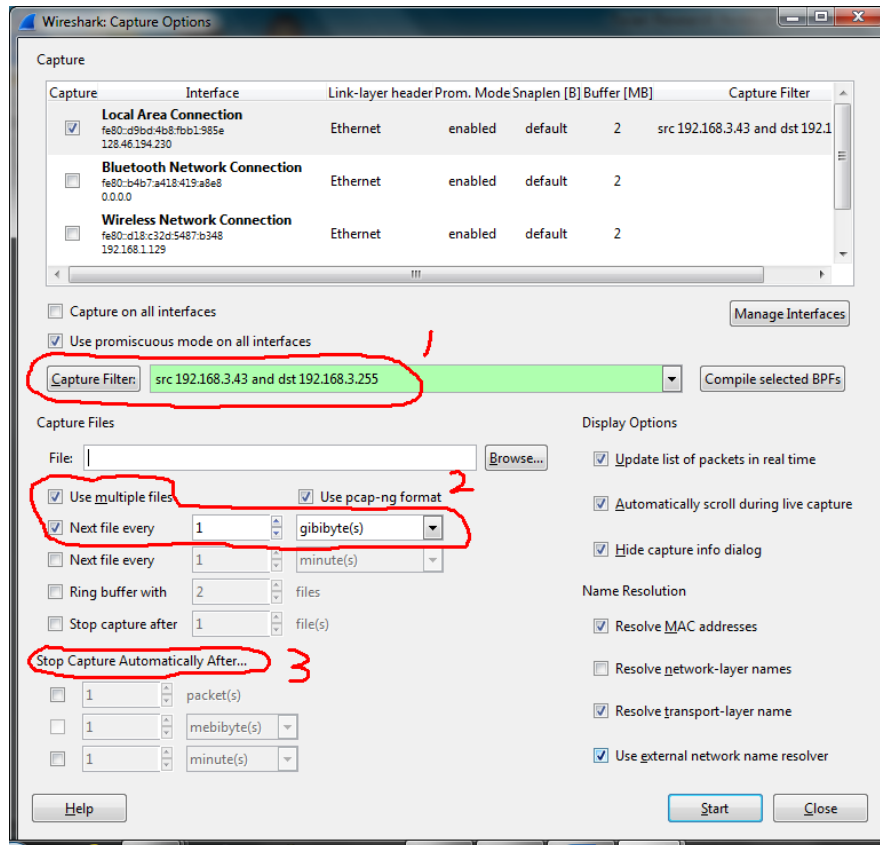 Wireshark: Capture Options
Capture
Capture Interface Link-layer header Prom. Mode Snaplen [B] Buffer [MB] Capture Filter
Local Area Connection
fe80::d9bd:4b8:fbb1:985e
128.46.194.230
Ethernet enabled default 2 src 192.168.3.43 and dst 192.1
Bluetooth Network Connection
fe80::b4b7:a418:419:a8e8
0.0.0.0
Ethernet enabled default 2
Wireless Network Connection
fe80::d18:c32d:5487:b348
192.168.1.129
Ethernet enabled default 2
Capture on all interfaces
Manage Interfaces
Use promiscuous mode on all interfaces
1
Capture Filter: src 192.168.3.43 and dst 192.168.3.255 Compile selected BPFs
Capture Files
File: Browse...
Use multiple files Use pcap-ng format 2
Next file every 1 gibibyte(s)
Next file every 1 minute(s)
Ring buffer with 2 files
Stop capture after 1 file(s)
Stop Capture Automatically After... 3
1 packet(s)
1 mebibyte(s)
1 minute(s)
Display Options
Update list of packets in real time
Automatically scroll during live capture
Hide capture info dialog
Name Resolution
Resolve MAC addresses
Resolve network-layer names
Resolve transport-layer name
Use external network name resolver
Help Start Close